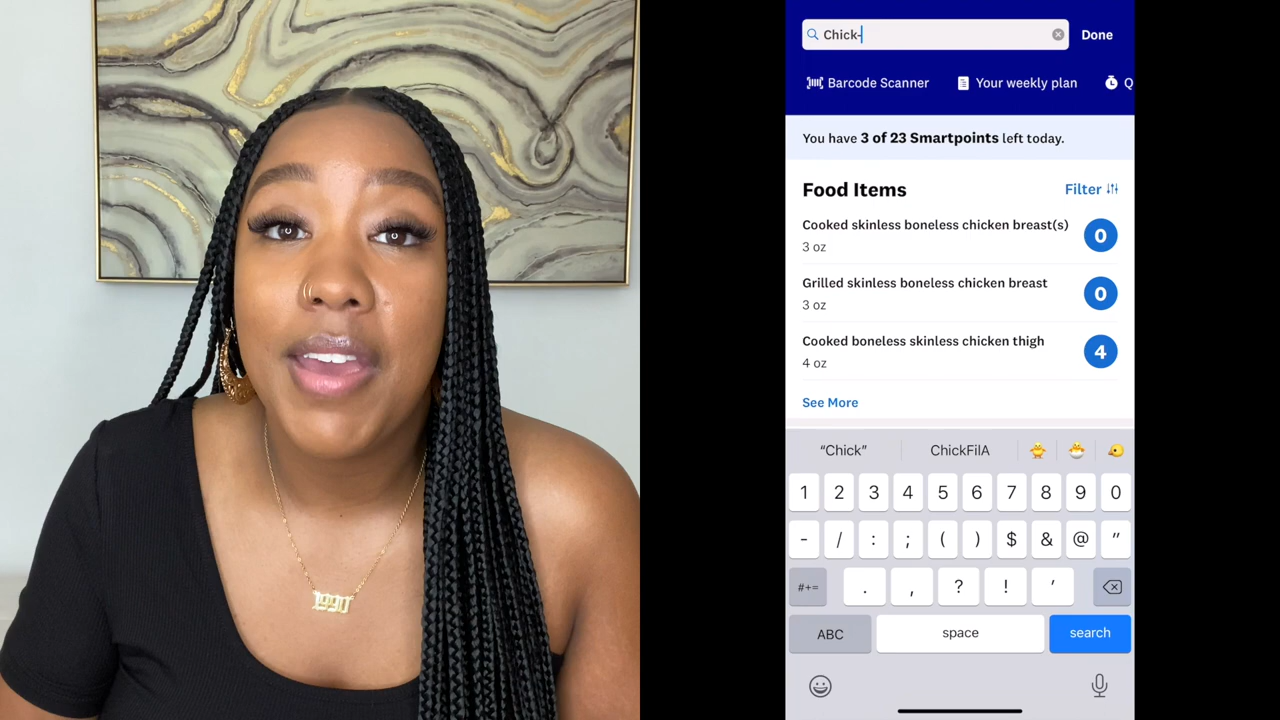 1990
Chick-
Done
Barcode Scanner
Your weekly plan
Q
You have 3 of 23 Smartpoints left today.
Food Items
Filter
Cooked skinless boneless chicken breast(s)
3 oz
0
Grilled skinless boneless chicken breast
3 oz
0
Cooked boneless skinless chicken thigh
4 oz
4
See More
“Chick”
ChickFilA
1 2 3 4 5 6 7 8 9 0
- / : ; ( ) $ & @ ”
#+= . , ? ! ’
ABC space search